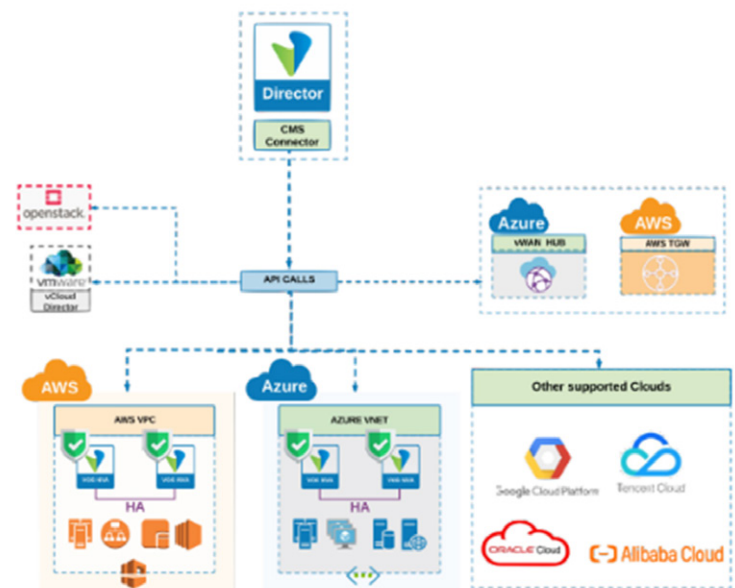 Director
CMS
Connector
openstack.
vmware
vCloud
Director
API CALLS
Azure
vWAN HUB
AWS
AWS TGW
AWS
AWS VPC
HA
Azure
AZURE VNET
HA
Other supported Clouds
Google Cloud Platform
Tencent Cloud
ORACLE Cloud
Alibaba Cloud